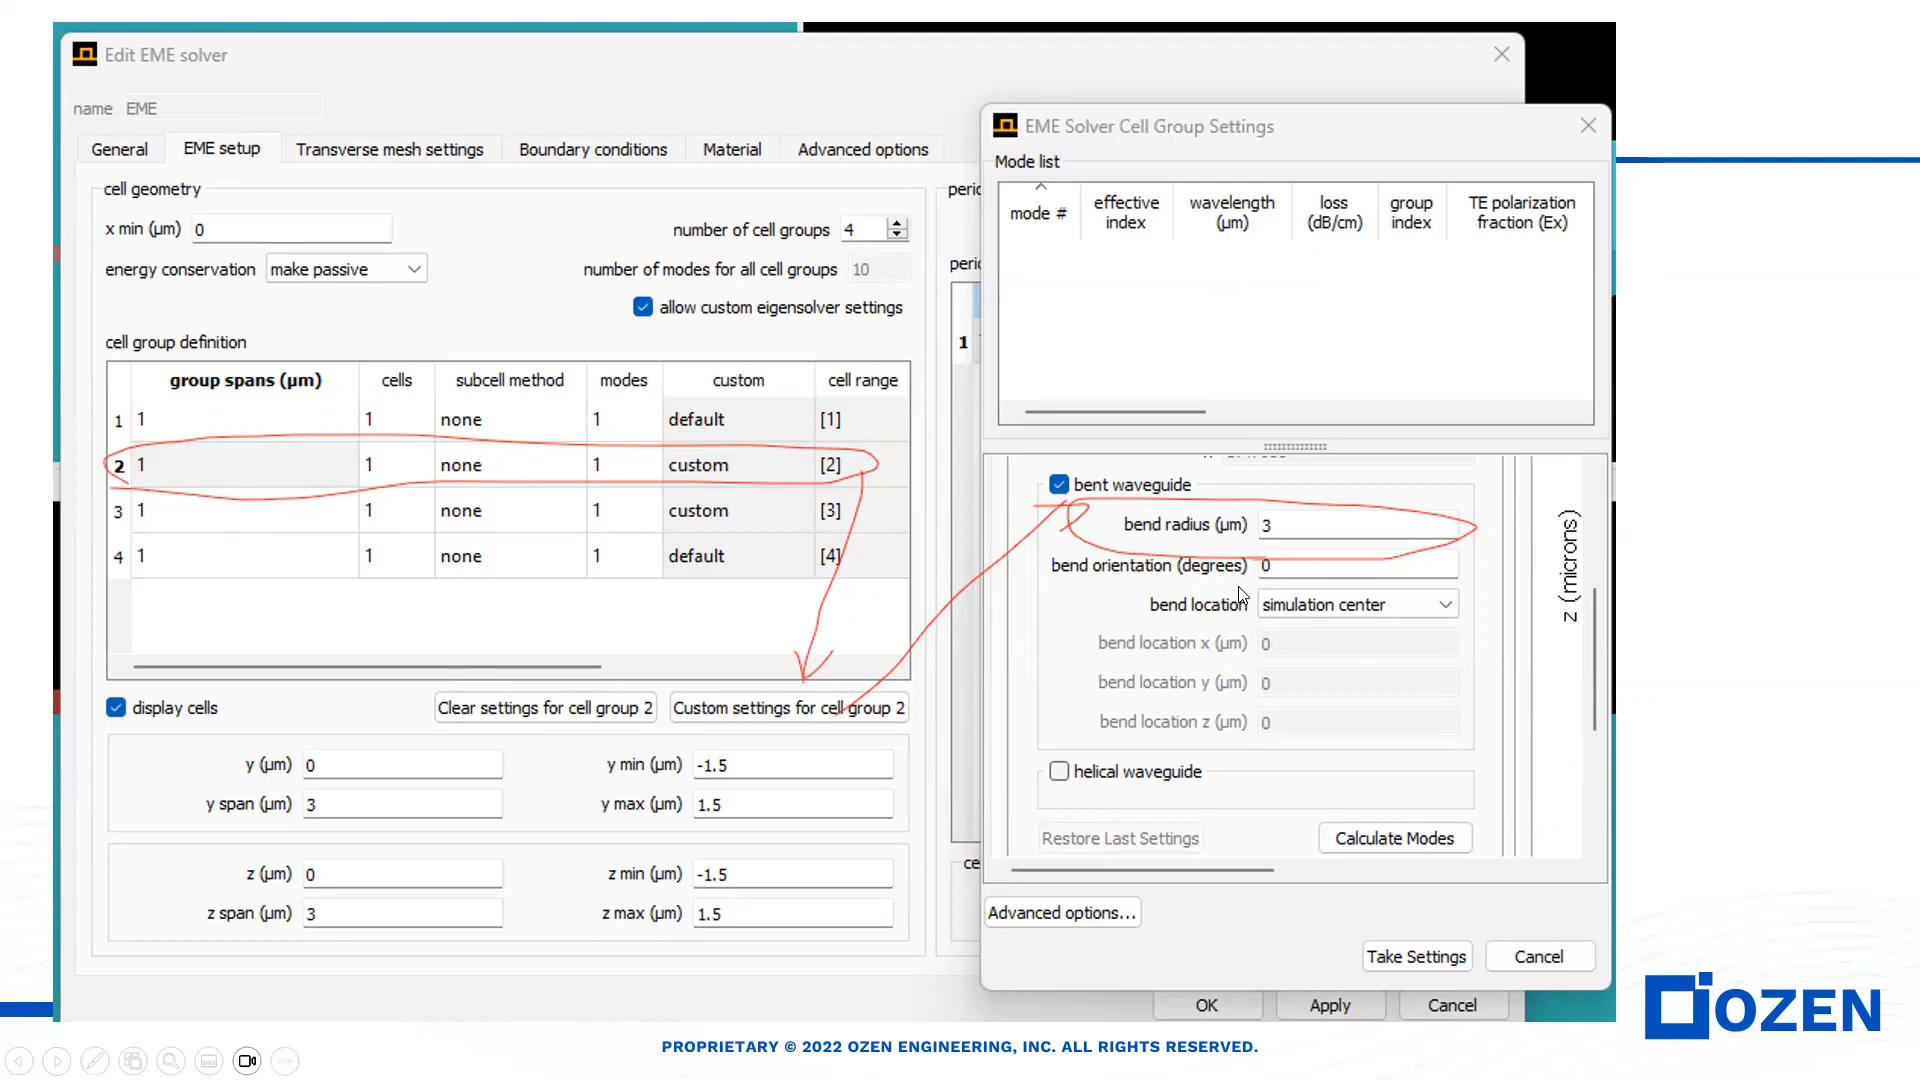 Edit EME solver
name EME
General EME setup Transverse mesh settings Boundary conditions Material Advanced options
cell geometry
x min (µm) 0
number of cell groups 4
energy conservation make passive
number of modes for all cell groups 10
allow custom eigensolver settings
cell group definition
group spans (µm) cells subcell method modes custom cell range
1 1 1 none 1 default [1]
2 1 1 none 1 custom [2]
3 1 1 none 1 custom [3]
4 1 1 none 1 default [4]
display cells
Clear settings for cell group 2
Custom settings for cell group 2
y (µm) 0
y min (µm) -1.5
y span (µm) 3
y max (µm) 1.5
z (µm) 0
z min (µm) -1.5
z span (µm) 3
z max (µm) 1.5
1
EME Solver Cell Group Settings
Mode list
mode # effective index wavelength (µm) loss (dB/cm) group index TE polarization fraction (Ex)
bent waveguide
bend radius (µm) 3
bend orientation (degrees) 0
bend location simulation center
bend location x (µm) 0
bend location y (µm) 0
bend location z (µm) 0
helical waveguide
Restore Last Settings
Calculate Modes
z (microns)
Advanced options...
Take Settings Cancel
OK Apply Cancel
OZEN
PROPRIETARY © 2022 OZEN ENGINEERING, INC. ALL RIGHTS RESERVED.